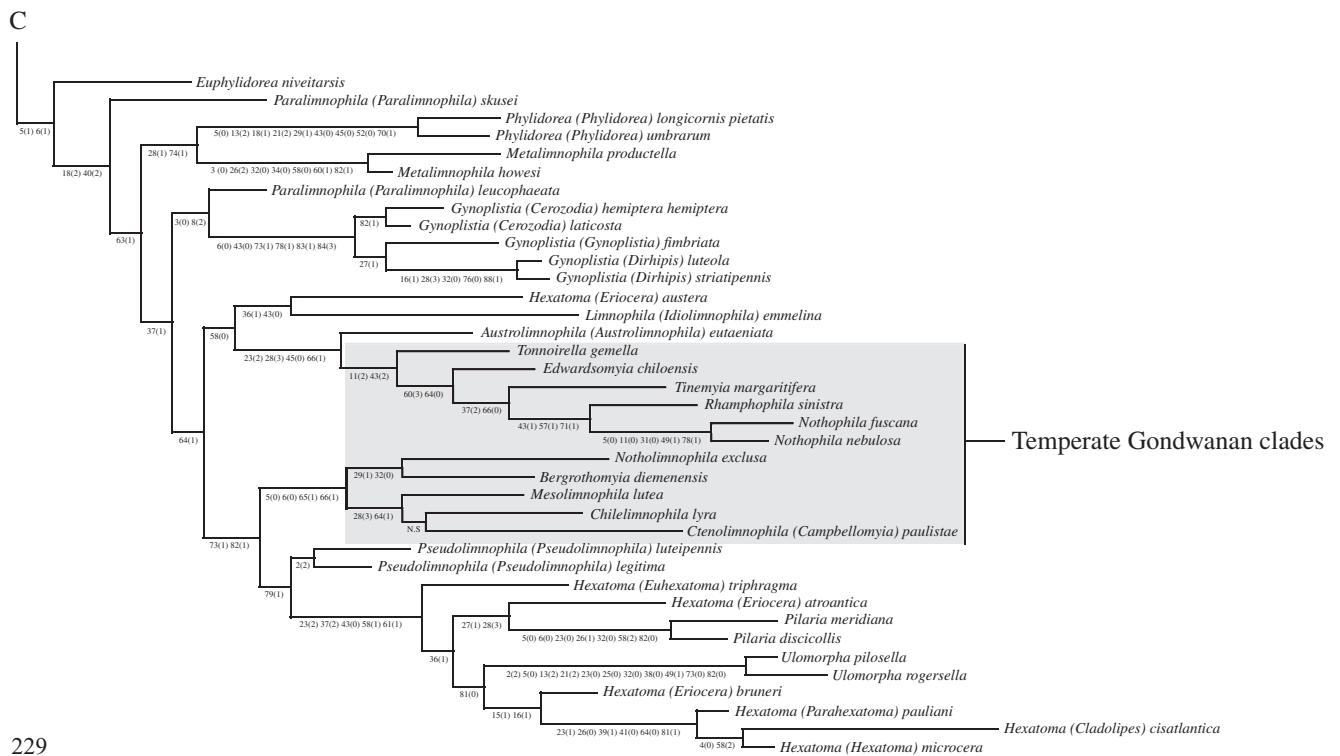 C
Euphylidorea niveitarsis
5(1) 6(1)
Paralimnophila (Paralimnophila) skusei
18(2) 40(2)
Phylidorea (Phylidorea) longicornis pietatis
5(0) 13(2) 18(1) 21(2) 29(1) 43(0) 45(0) 52(0) 70(1)
Phylidorea (Phylidorea) umbrarum
28(1) 74(1)
Metalimnophila productella
3 (0) 26(2) 32(0) 34(0) 58(0) 60(1) 82(1)
Metalimnophila howesi
63(1)
Paralimnophila (Paralimnophila) leucophaeata
3(0) 8(2)
Gynoplistia (Cerozodia) hemiptera hemiptera
82(1)
Gynoplistia (Cerozodia) laticosta
6(0) 43(0) 73(1) 78(1) 83(1) 84(3)
Gynoplistia (Gynoplistia) fimbriata
27(1)
Gynoplistia (Dirhipis) luteola
16(1) 28(3) 32(0) 76(0) 88(1)
Gynoplistia (Dirhipis) striatipennis
37(1)
Hexatoma (Eriocera) austera
36(1) 43(0)
Limnophila (Idiolimnophila) emmelina
58(0)
Austrolimnophila (Austrolimnophila) eutaeniata
23(2) 28(3) 45(0) 66(1)
Tonnoirella gemella
11(2) 43(2)
Edwardsomyia chiloensis
60(3) 64(0)
Tinemyia margaritifera
37(2) 66(0)
Rhamphophila sinistra
43(1) 57(1) 71(1)
Nothophila fuscana
5(0) 11(0) 31(0) 49(1) 78(1)
Nothophila nebulosa
Temperate Gondwanan clades
64(1)
Notholimnophila exclusa
29(1) 32(0)
Bergrothomyia diemenensis
5(0) 6(0) 65(1) 66(1)
Mesolimnophila lutea
28(3) 64(1)
Chilelimnophila lyra
N.S
Ctenolimnophila (Campbellomyia) paulistae
73(1) 82(1)
Pseudolimnophila (Pseudolimnophila) luteipennis
2(2)
Pseudolimnophila (Pseudolimnophila) legitima
79(1)
Hexatoma (Euhexatoma) triphragma
23(2) 37(2) 43(0) 58(1) 61(1)
Hexatoma (Eriocera) atroantica
27(1) 28(3)
Pilaria meridiana
5(0) 6(0) 23(0) 26(1) 32(0) 58(2) 82(0)
Pilaria discicollis
36(1)
Ulomorpha pilosella
2(2) 5(0) 13(2) 21(2) 23(0) 25(0) 32(0) 38(0) 49(1) 73(0) 82(0)
Ulomorpha rogersella
81(0)
Hexatoma (Eriocera) bruneri
15(1) 16(1)
Hexatoma (Parahexatoma) pauliani
23(1) 26(0) 39(1) 41(0) 64(0) 81(1)
Hexatoma (Cladolipes) cisatlantica
4(0) 58(2)
Hexatoma (Hexatoma) microcera
229